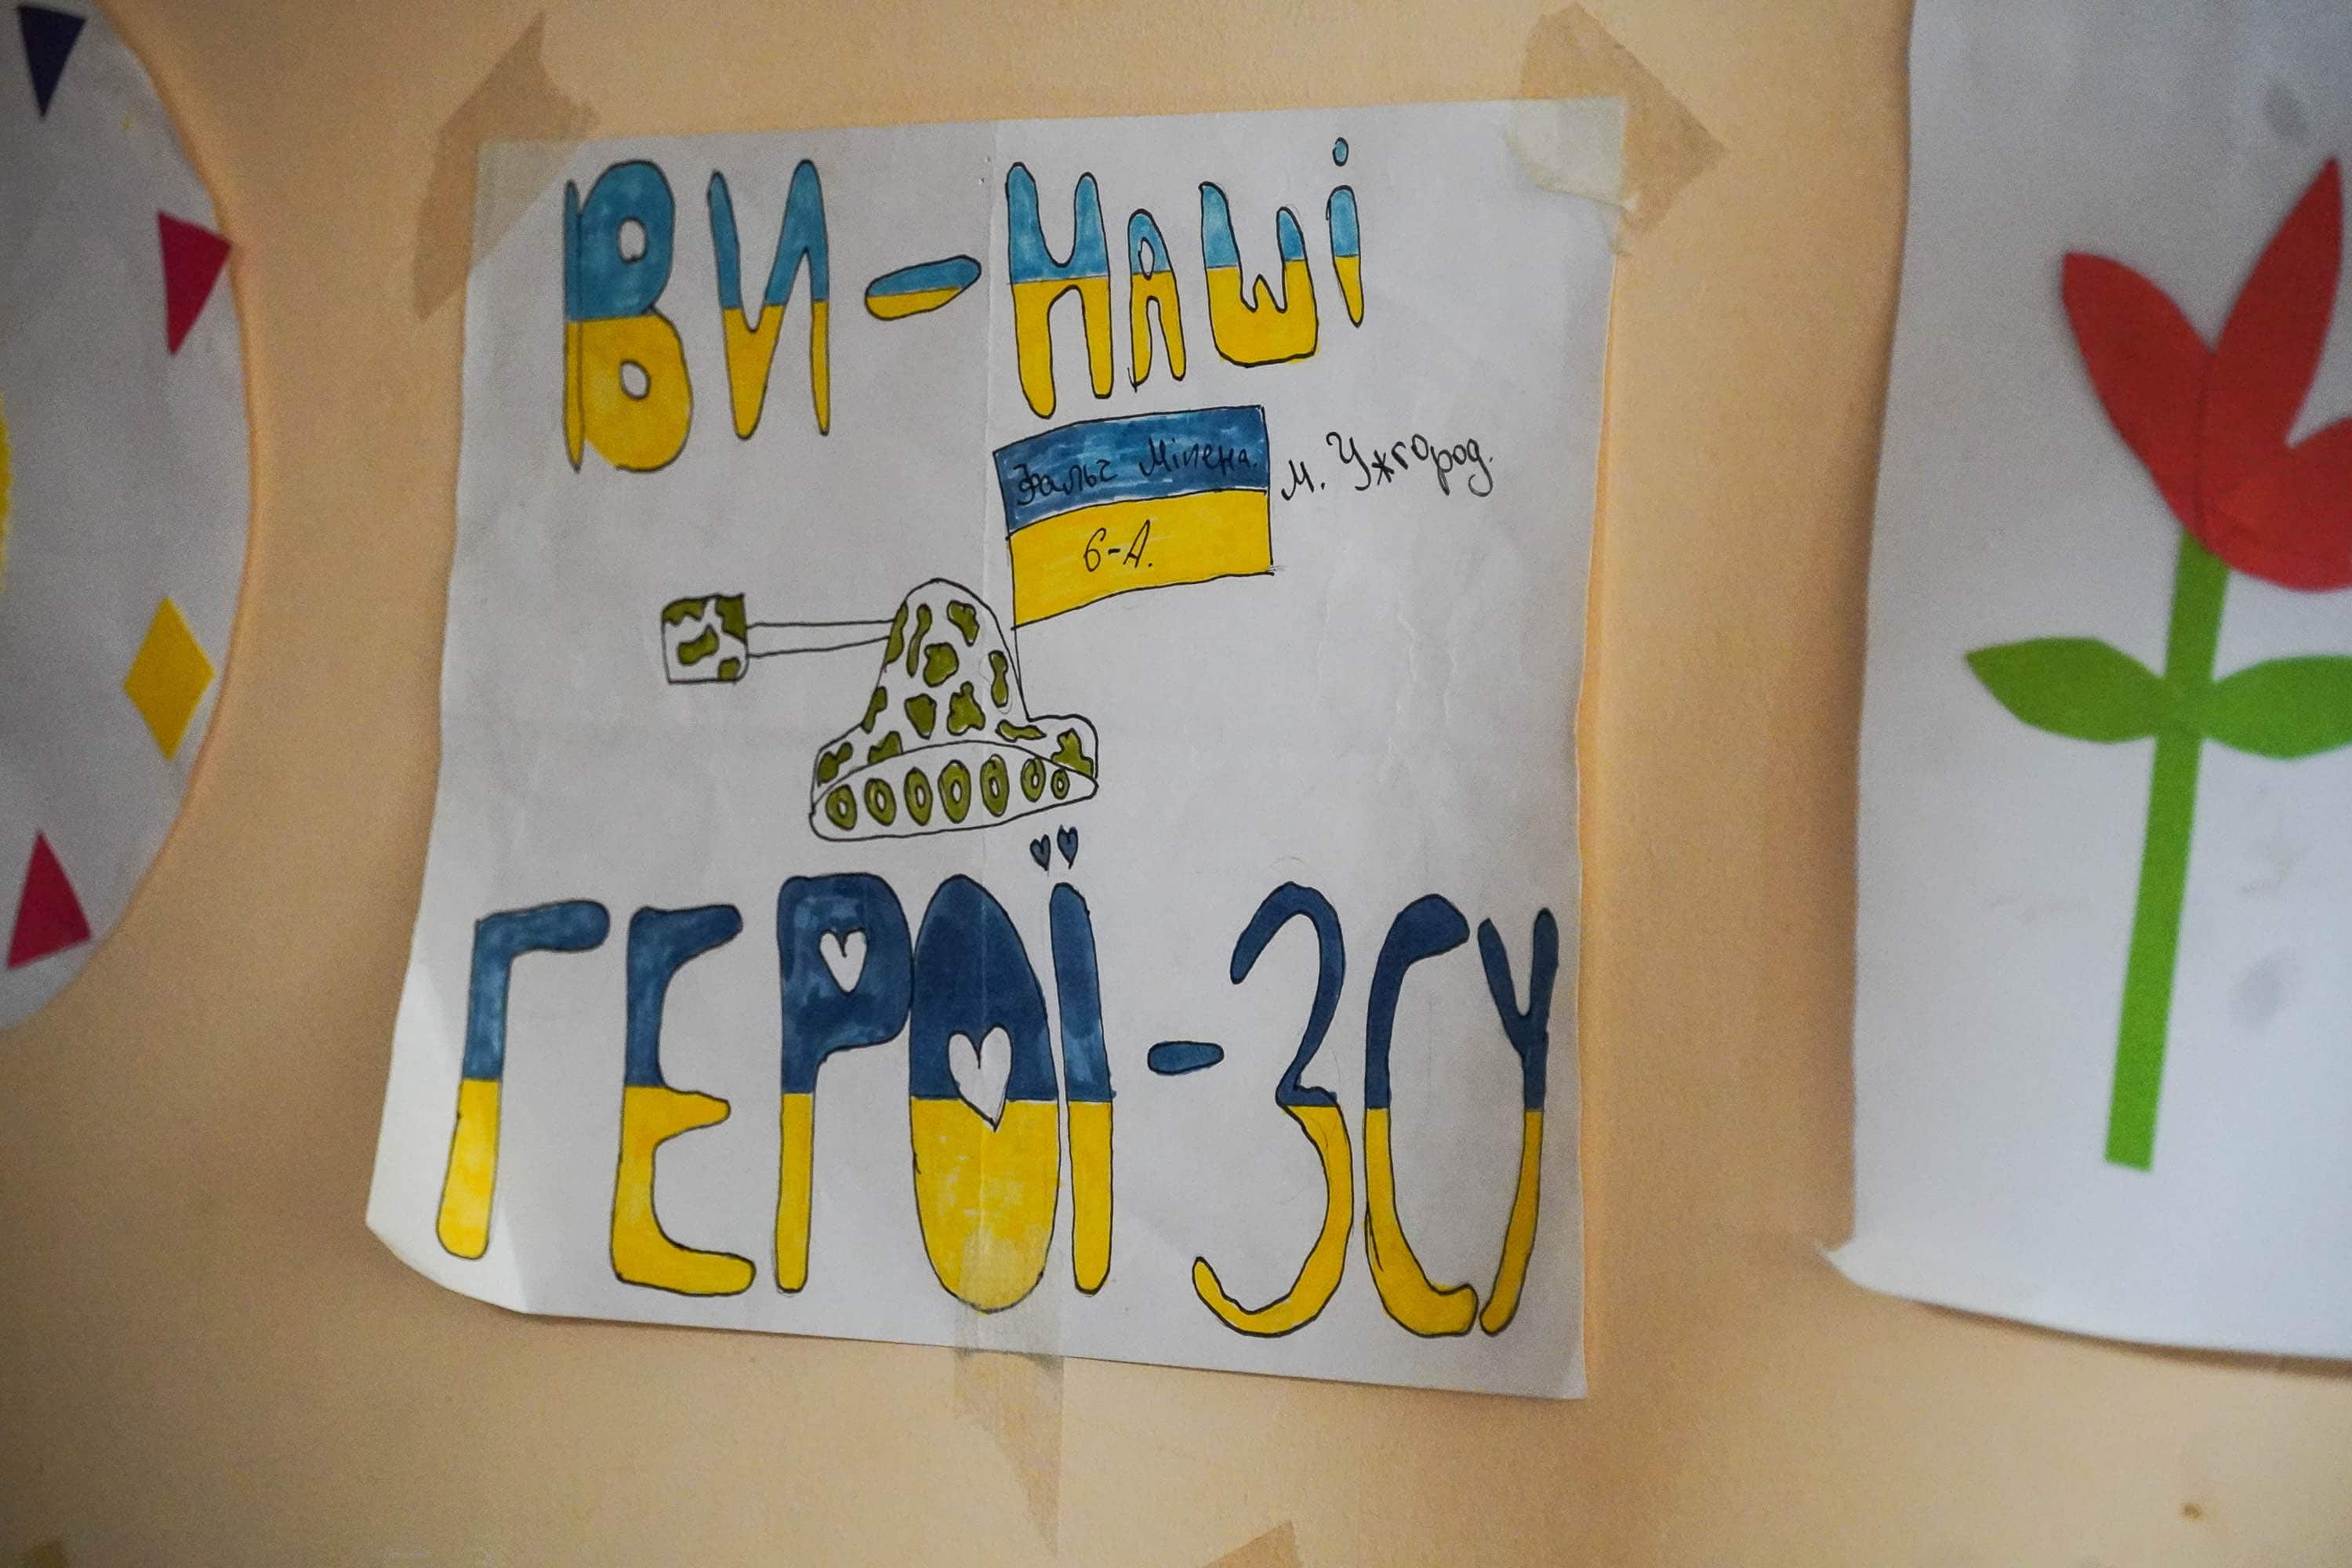 ВИ - НАШІ
Фальс Мілена.
м. Ужгород.
6-А.
ГЕРОЇ - ЗСУ